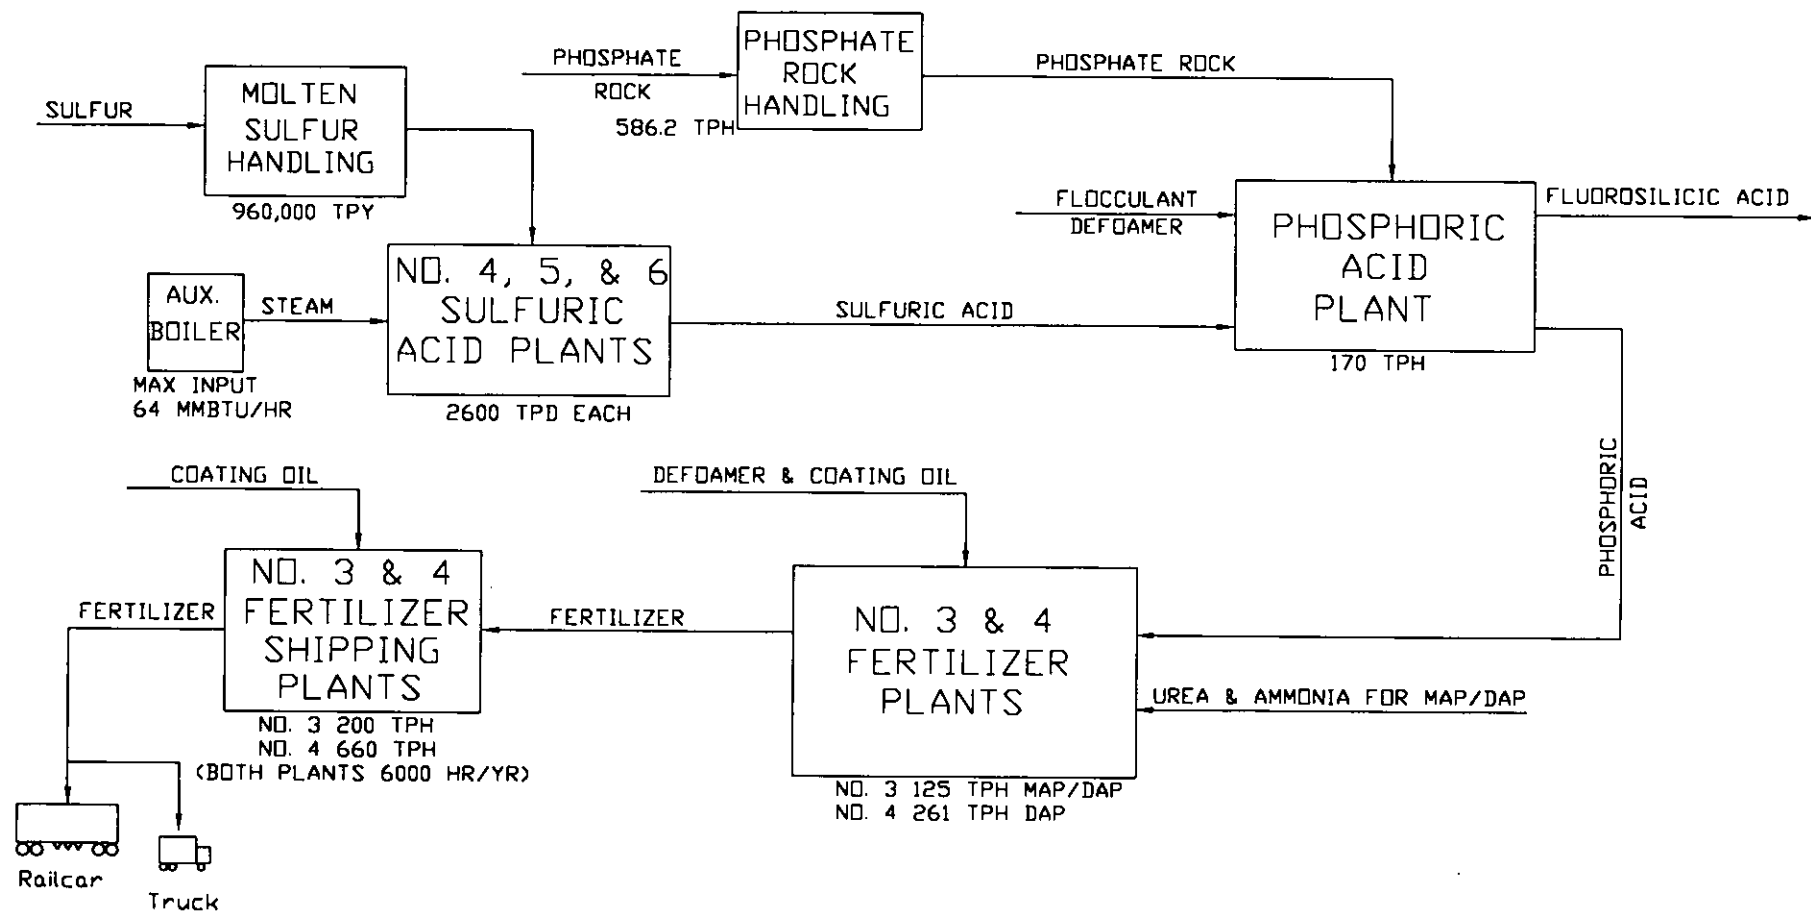 PHOSPHATE
ROCK
PHOSPHATE
ROCK
HANDLING
586.2 TPH
PHOSPHATE ROCK
SULFUR
MOLTEN
SULFUR
HANDLING
960,000 TPY
FLOCCULANT
DEFOAMER
PHOSPHORIC
ACID
PLANT
170 TPH
FLUOROSILICIC ACID
AUX.
BOILER
MAX INPUT
64 MMBTU/HR
STEAM
NO. 4, 5, & 6
SULFURIC
ACID PLANTS
2600 TPD EACH
SULFURIC ACID
PHOSPHORIC
ACID
COATING OIL
DEFOAMER & COATING OIL
FERTILIZER
NO. 3 & 4
FERTILIZER
SHIPPING
PLANTS
NO. 3 200 TPH
NO. 4 660 TPH
(BOTH PLANTS 6000 HR/YR)
FERTILIZER
NO. 3 & 4
FERTILIZER
PLANTS
NO. 3 125 TPH MAP/DAP
NO. 4 261 TPH DAP
UREA & AMMONIA FOR MAP/DAP
Railcar
Truck